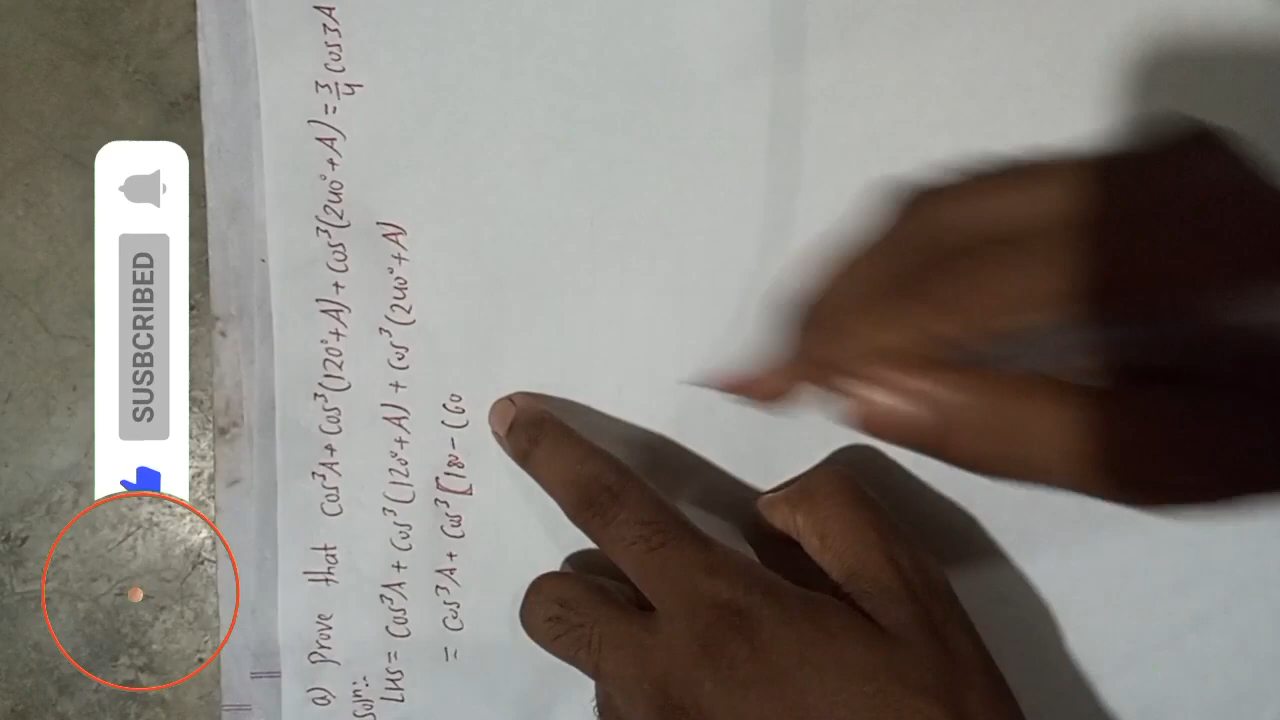 a) Prove that cos³A + cos³(120°+A) + cos³(240°+A) = 3/4 cos3A
Soln:-
LHS = cos³A + cos³(120°+A) + cos³(240°+A)
= cos³A + cos³[180-(60
SUSBCRIBED